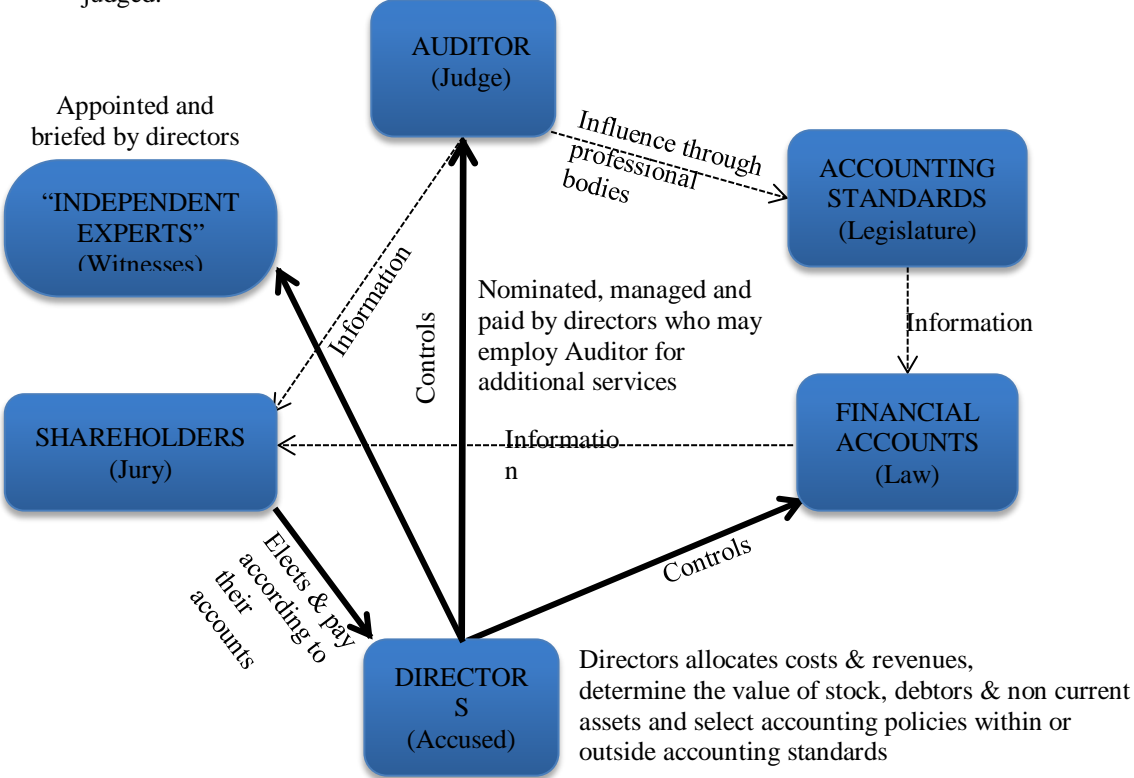 judged.
AUDITOR
(Judge)
Appointed and
briefed by directors
Influence through
professional
bodies
ACCOUNTING
STANDARDS
(Legislature)
“INDEPENDENT
EXPERTS”
(Witnesses)
Information
Controls
Nominated, managed and
paid by directors who may
employ Auditor for
additional services
Information
SHAREHOLDERS
(Jury)
Informatio
n
FINANCIAL
ACCOUNTS
(Law)
Elects & pay
according to
their
accounts
Controls
DIRECTOR
S
(Accused)
Directors allocates costs & revenues,
determine the value of stock, debtors & non current
assets and select accounting policies within or
outside accounting standards